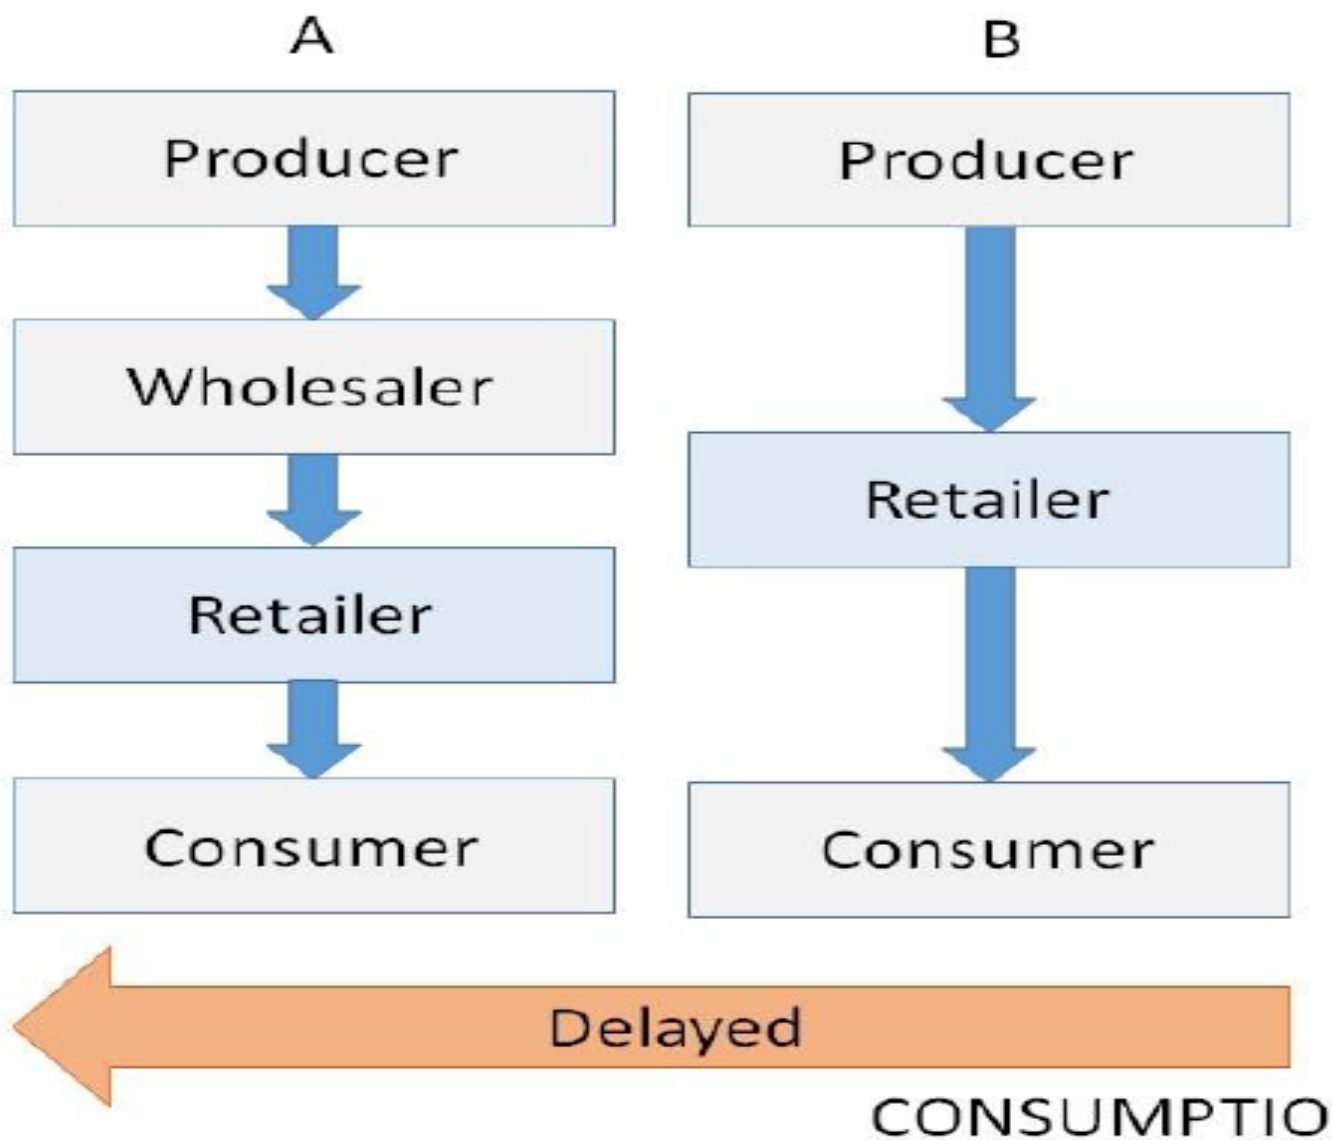 A
B
Producer
Producer
Wholesaler
Retailer
Retailer
Consumer
Consumer
Delayed
CONSUMPTIO